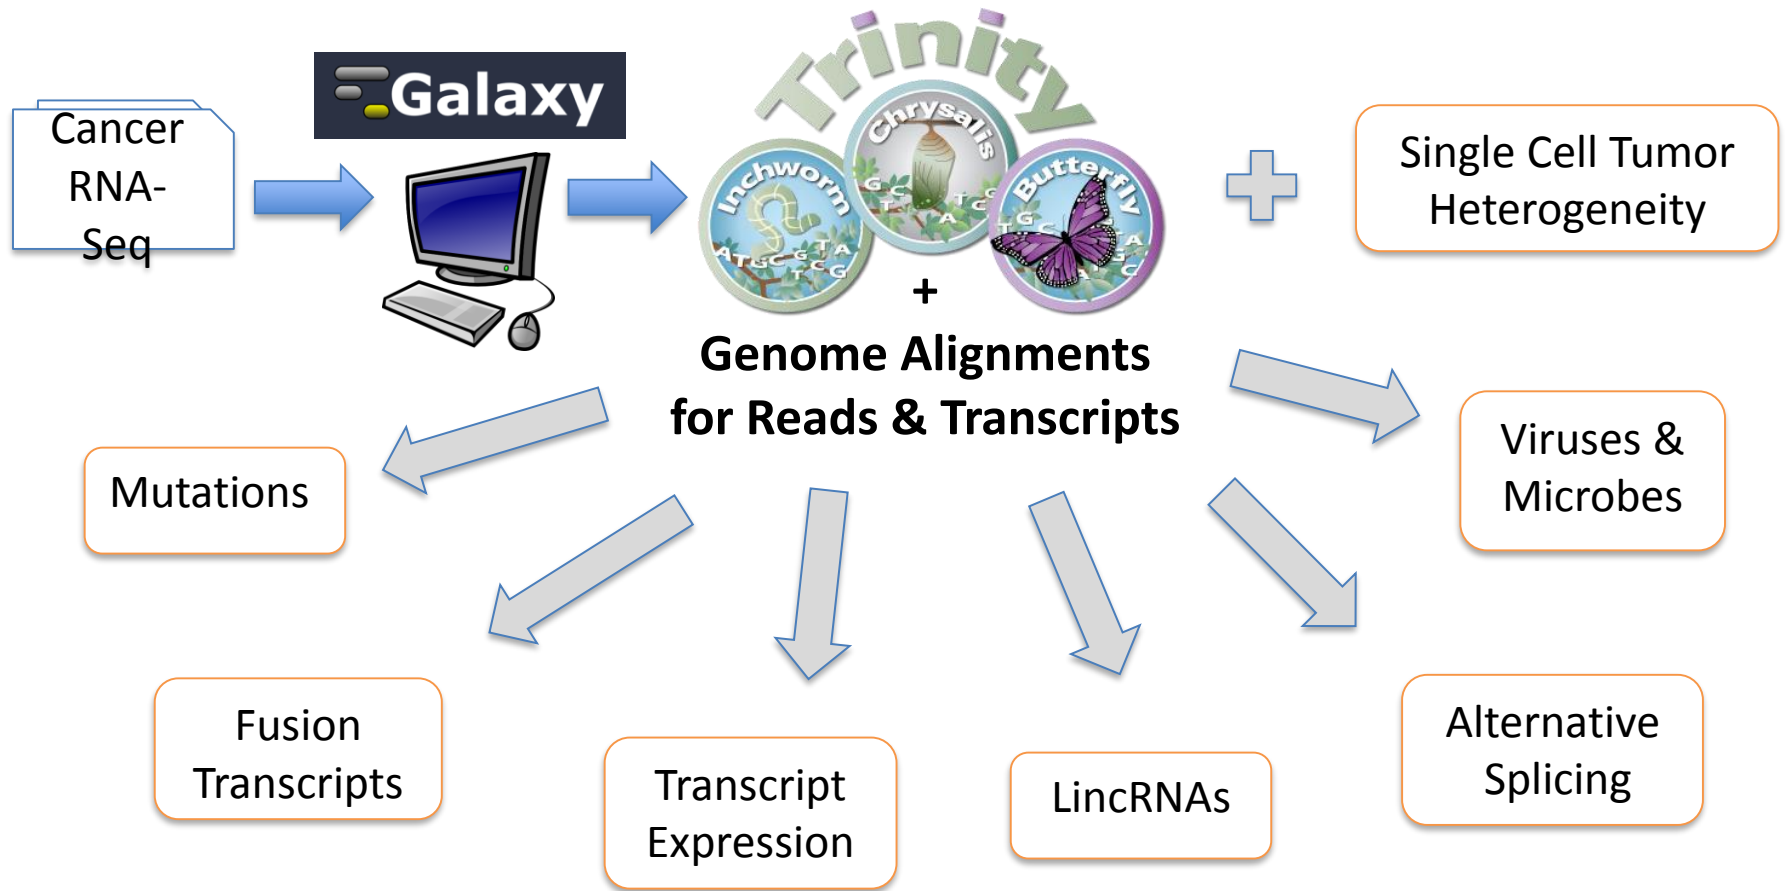 Trinity
Galaxy
Cancer
RNA-
Seq
Inchworm
Chrysalis
Butterfly
+
Single Cell Tumor
Heterogeneity
Genome Alignments
for Reads & Transcripts
Mutations
Viruses &
Microbes
Fusion
Transcripts
Transcript
Expression
LincRNAs
Alternative
Splicing